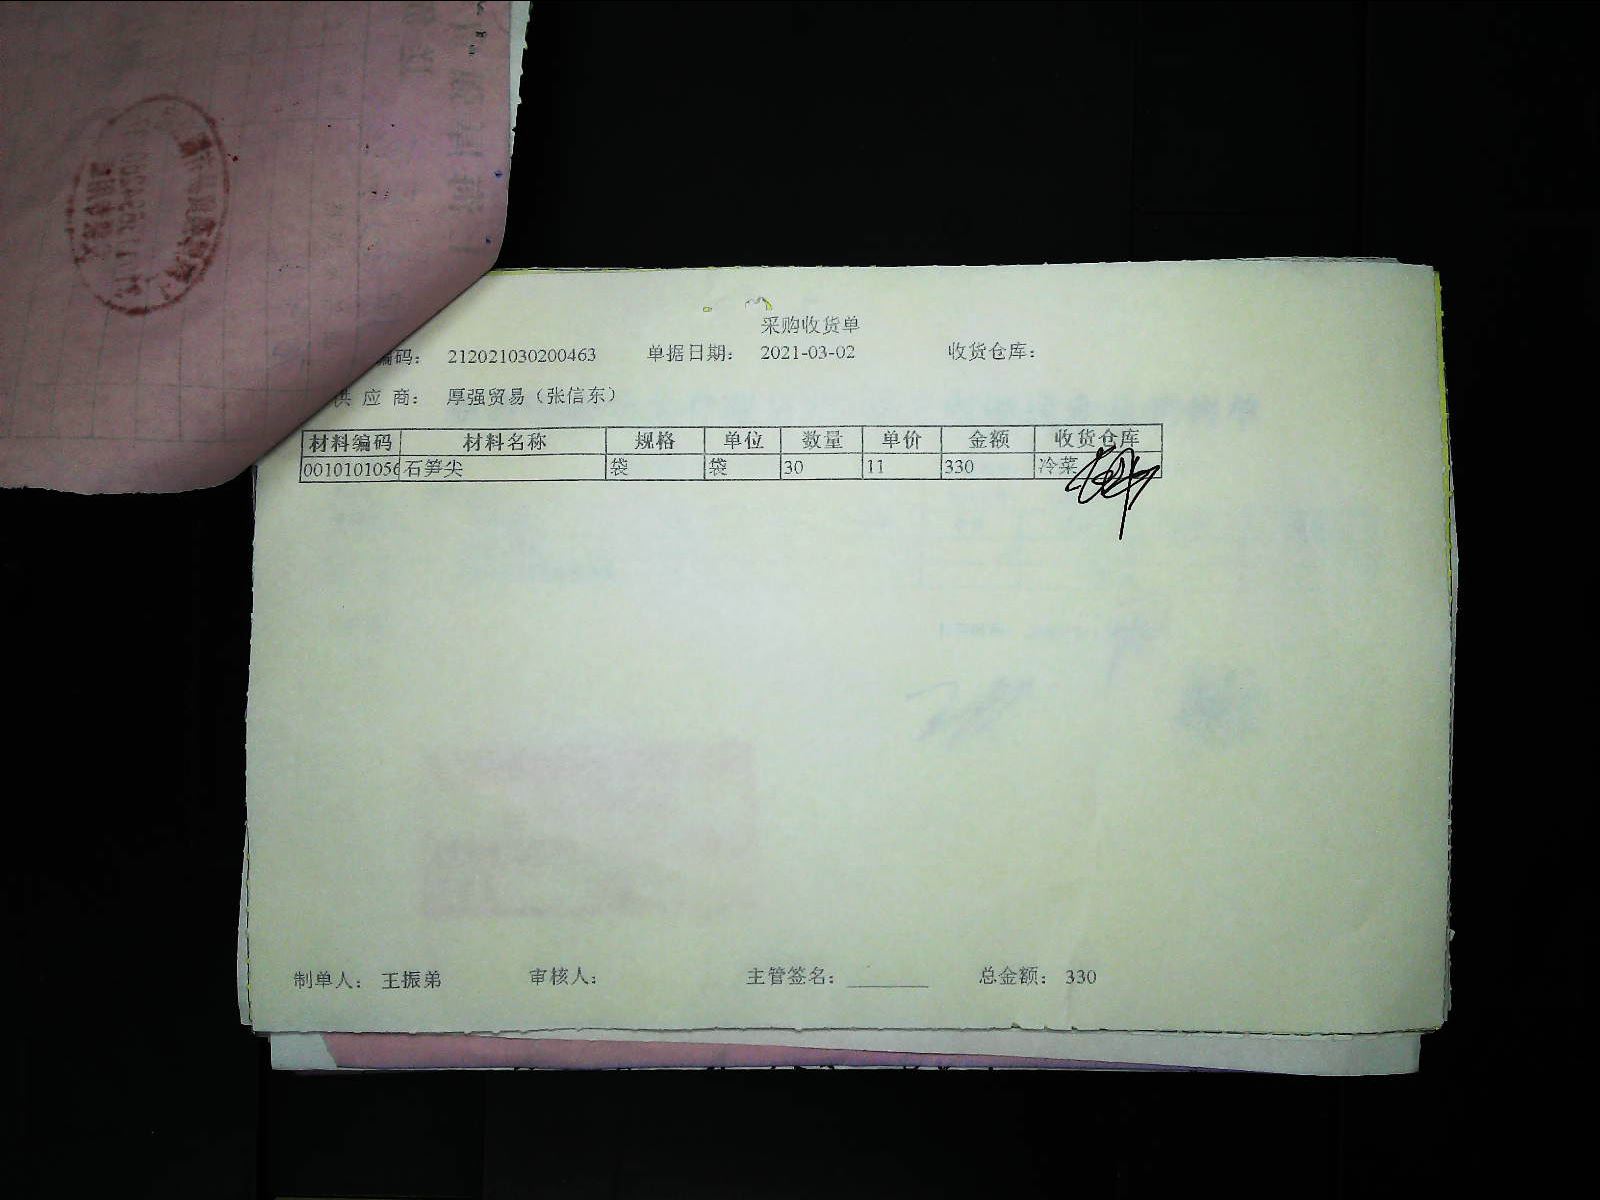 采购收货单
编码： 212021030200463 单据日期： 2021-03-02 收货仓库：
供 应 商： 厚强贸易（张信东）
材料编码 材料名称 规格 单位 数量 单价 金额 收货仓库
0010101056 石笋尖 袋 袋 30 11 330 冷菜
制单人： 王振弟 审核人： 主管签名： 总金额： 330